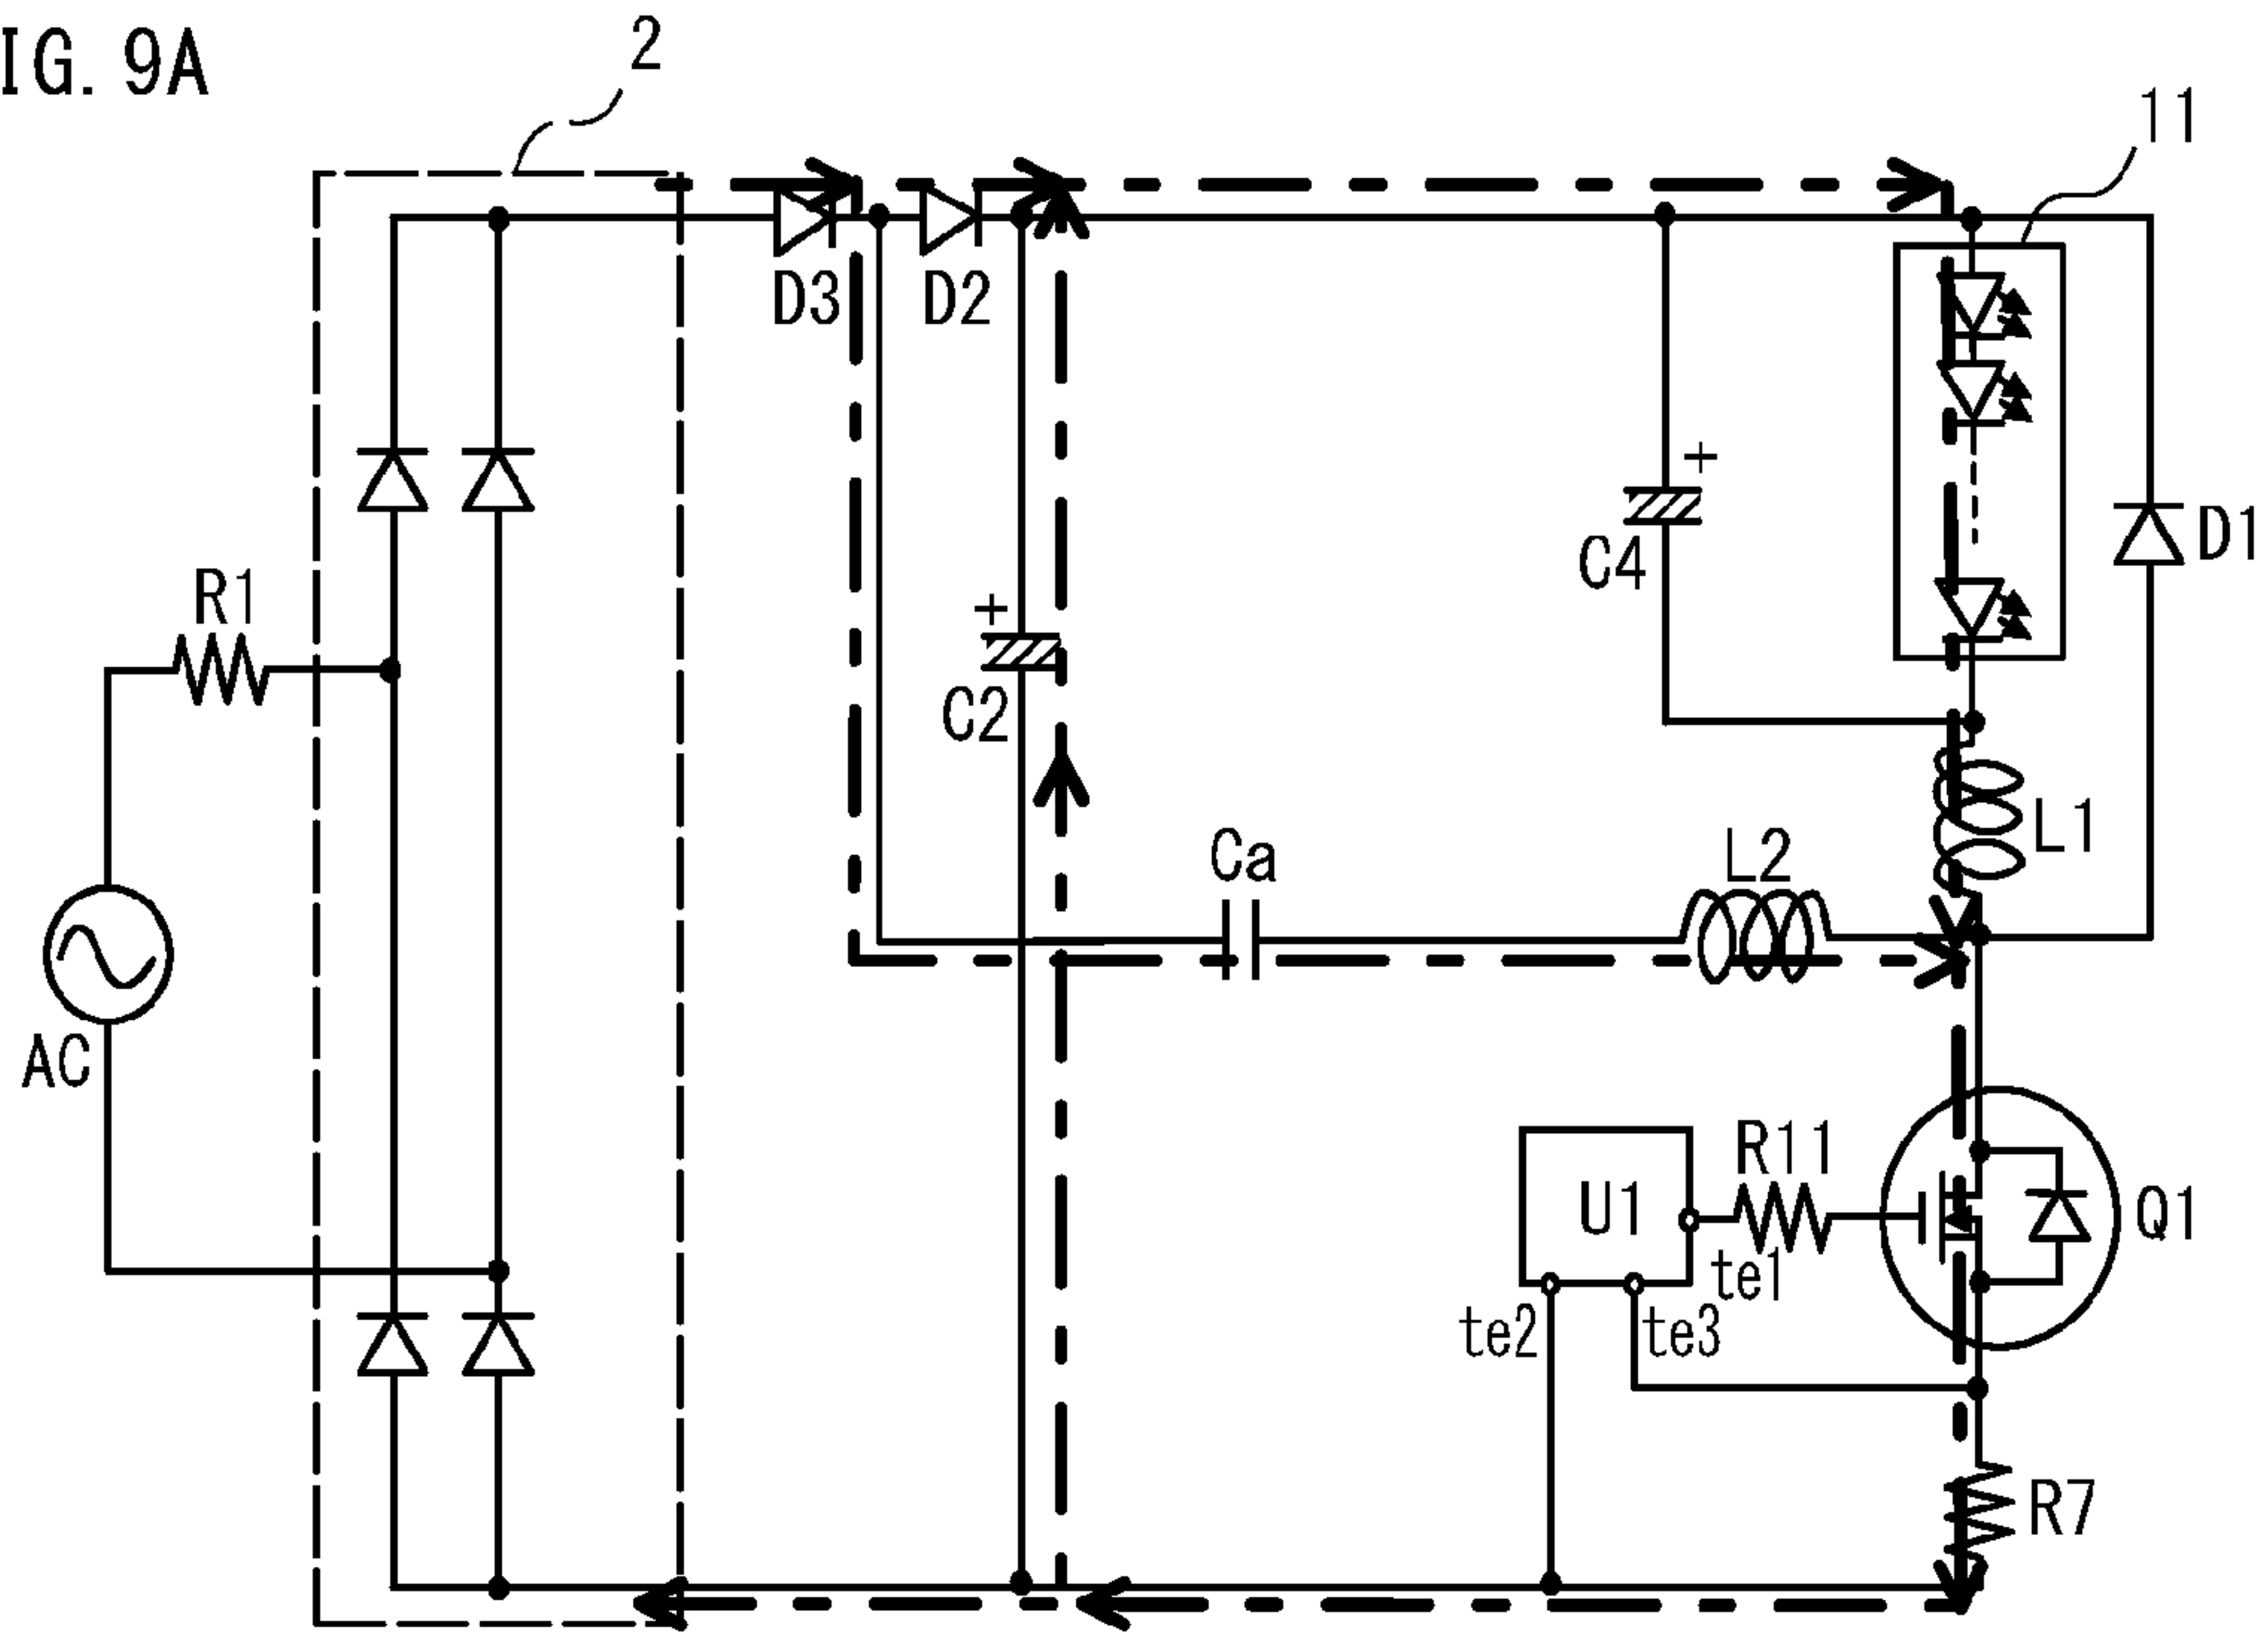 IG. 9A
2
11
D3
D2
+
C4
D1
R1
+
C2
L1
Ca
L2
AC
R11
U1
Q1
te1
te2
te3
R7